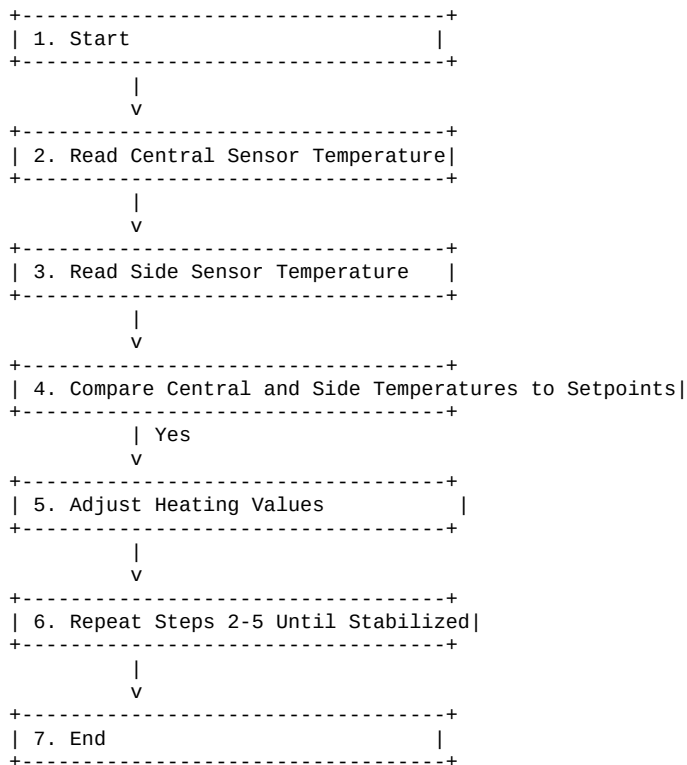 +-----------------------------------+
| 1. Start                          |
+-----------------------------------+
          |
          v
+-----------------------------------+
| 2. Read Central Sensor Temperature|
+-----------------------------------+
          |
          v
+-----------------------------------+
| 3. Read Side Sensor Temperature   |
+-----------------------------------+
          |
          v
+-----------------------------------+
| 4. Compare Central and Side Temperatures to Setpoints|
+-----------------------------------+
          | Yes
          v
+-----------------------------------+
| 5. Adjust Heating Values            |
+-----------------------------------+
          |
          v
+-----------------------------------+
| 6. Repeat Steps 2-5 Until Stabilized|
+-----------------------------------+
          |
          v
+-----------------------------------+
| 7. End                            |
+-----------------------------------+